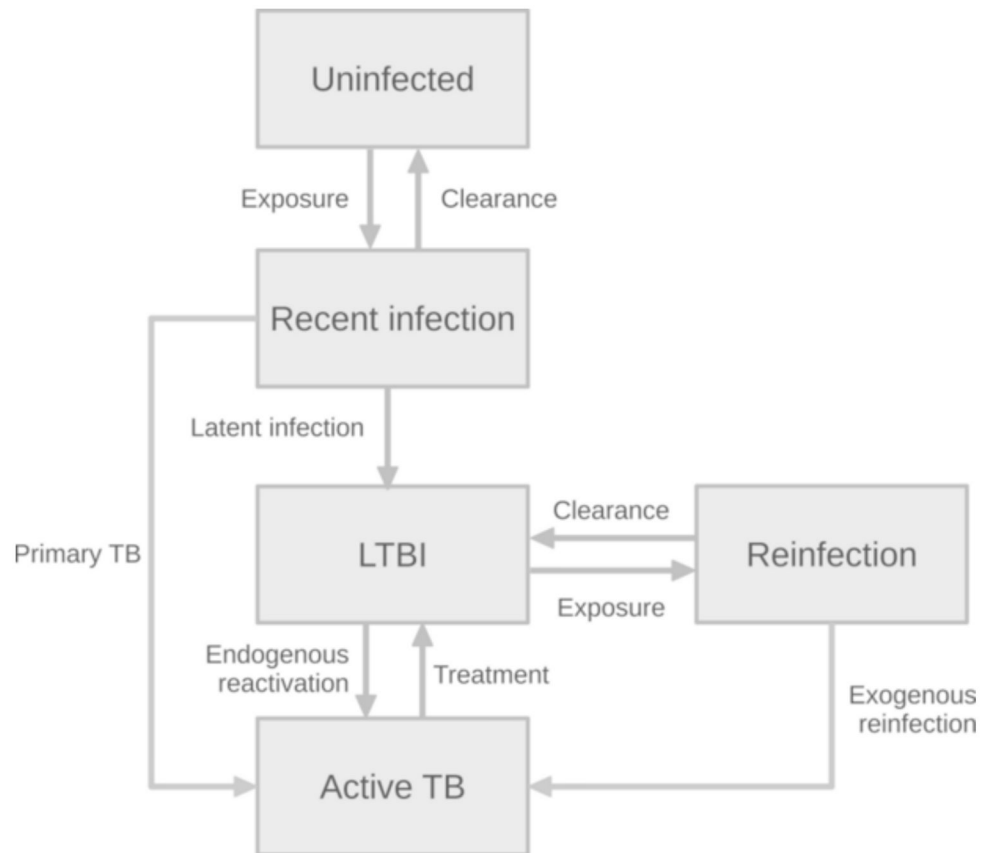 Uninfected
Exposure
Clearance
Recent infection
Latent infection
Primary TB
LTBI
Clearance
Exposure
Reinfection
Endogenous
reactivation
Treatment
Exogenous
reinfection
Active TB